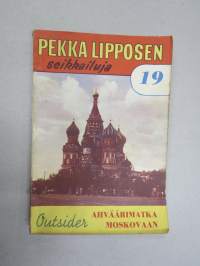 PEKKA LIPPOSEN
seikkailuja
19
Outsider
AHVÄÄRIMATKA
MOSKOVAAN